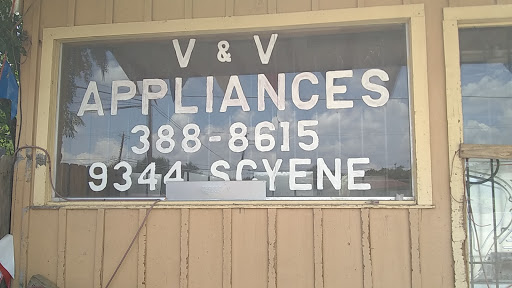 V & V
APPLIANCES
388-8615
9344 SCYENE